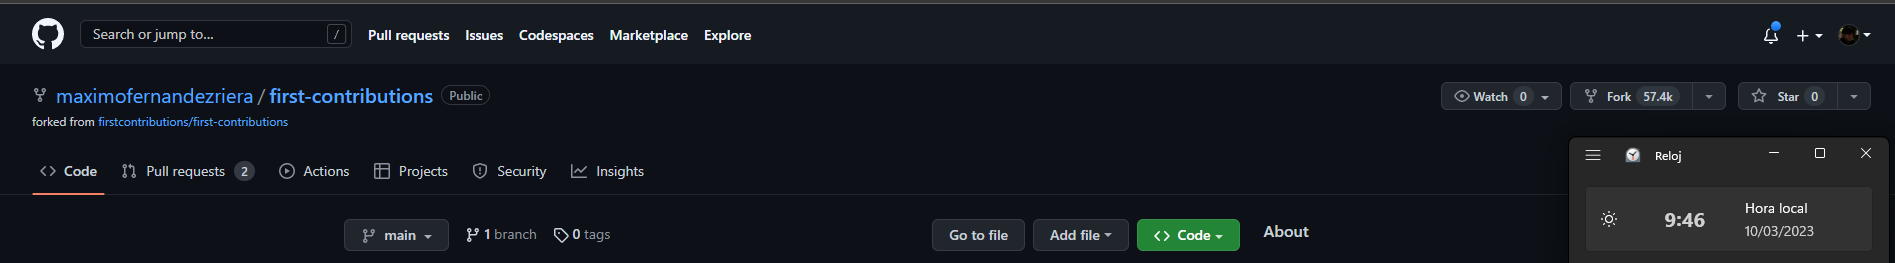 Search or jump to... / Pull requests Issues Codespaces Marketplace Explore
maximofernandezriera / first-contributions Public Watch 0 Fork 57.4k Star 0
forked from firstcontributions/first-contributions
Code Pull requests 2 Actions Projects Security Insights
main 1 branch 0 tags Go to file Add file Code About
Reloj
9:46 Hora local
10/03/2023